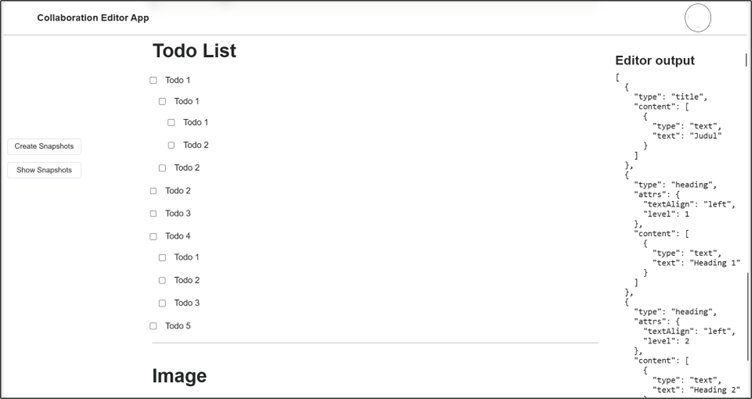 Collaboration Editor App
Create Snapshots
Show Snapshots
Todo List
Todo 1
Todo 1
Todo 1
Todo 2
Todo 2
Todo 2
Todo 3
Todo 4
Todo 1
Todo 2
Todo 3
Todo 5
Image
Editor output
[
{
"type": "title",
"content": [
{
"type": "text",
"text": "Judul"
}
]
},
{
"type": "heading",
"attrs": {
"textAlign": "left",
"level": 1
},
"content": [
{
"type": "text",
"text": "Heading 1"
}
]
},
{
"type": "heading",
"attrs": {
"textAlign": "left",
"level": 2
},
"content": [
{
"type": "text",
"text": "Heading 2"